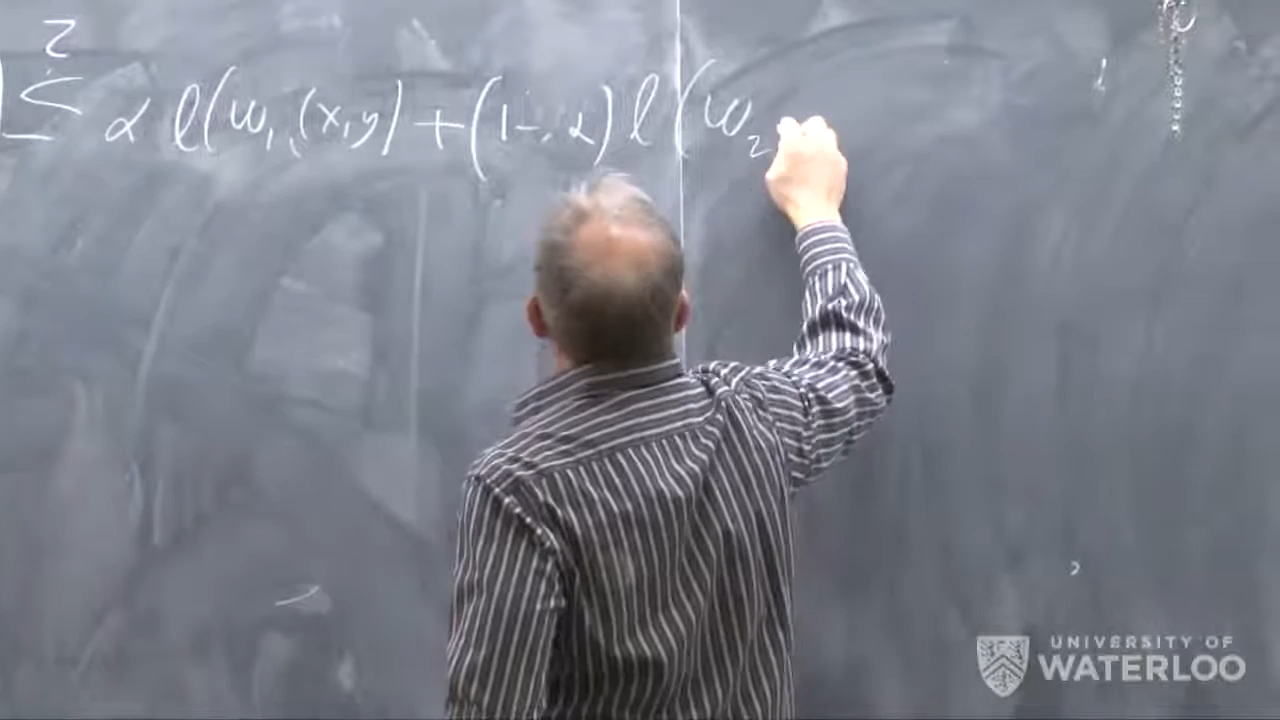 ?
≤ α l(w₁,(x,y) + (1-α) l(w₂
UNIVERSITY OF
WATERLOO